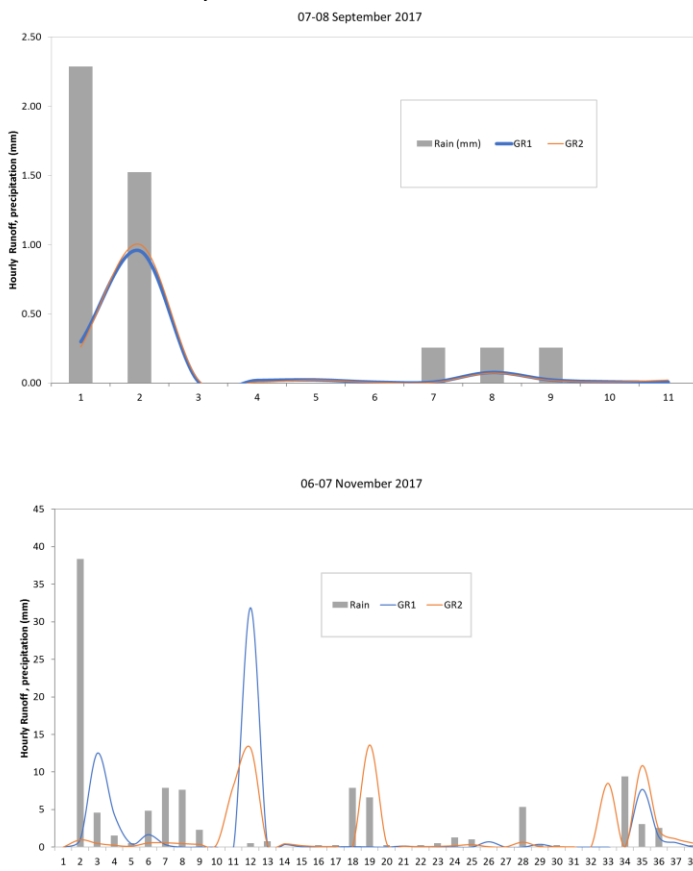 07-08 September 2017
2.50
2.00
1.50
1.00
0.50
0.00
Hourly Runoff, precipitation (mm)
Rain (mm) GR1 GR2
1 2 3 4 5 6 7 8 9 10 11
06-07 November 2017
45
40
35
30
25
20
15
10
5
0
Hourly Runoff , precipitation (mm)
Rain GR1 GR2
1 2 3 4 5 6 7 8 9 10 11 12 13 14 15 16 17 18 19 20 21 22 23 24 25 26 27 28 29 30 31 32 33 34 35 36 37